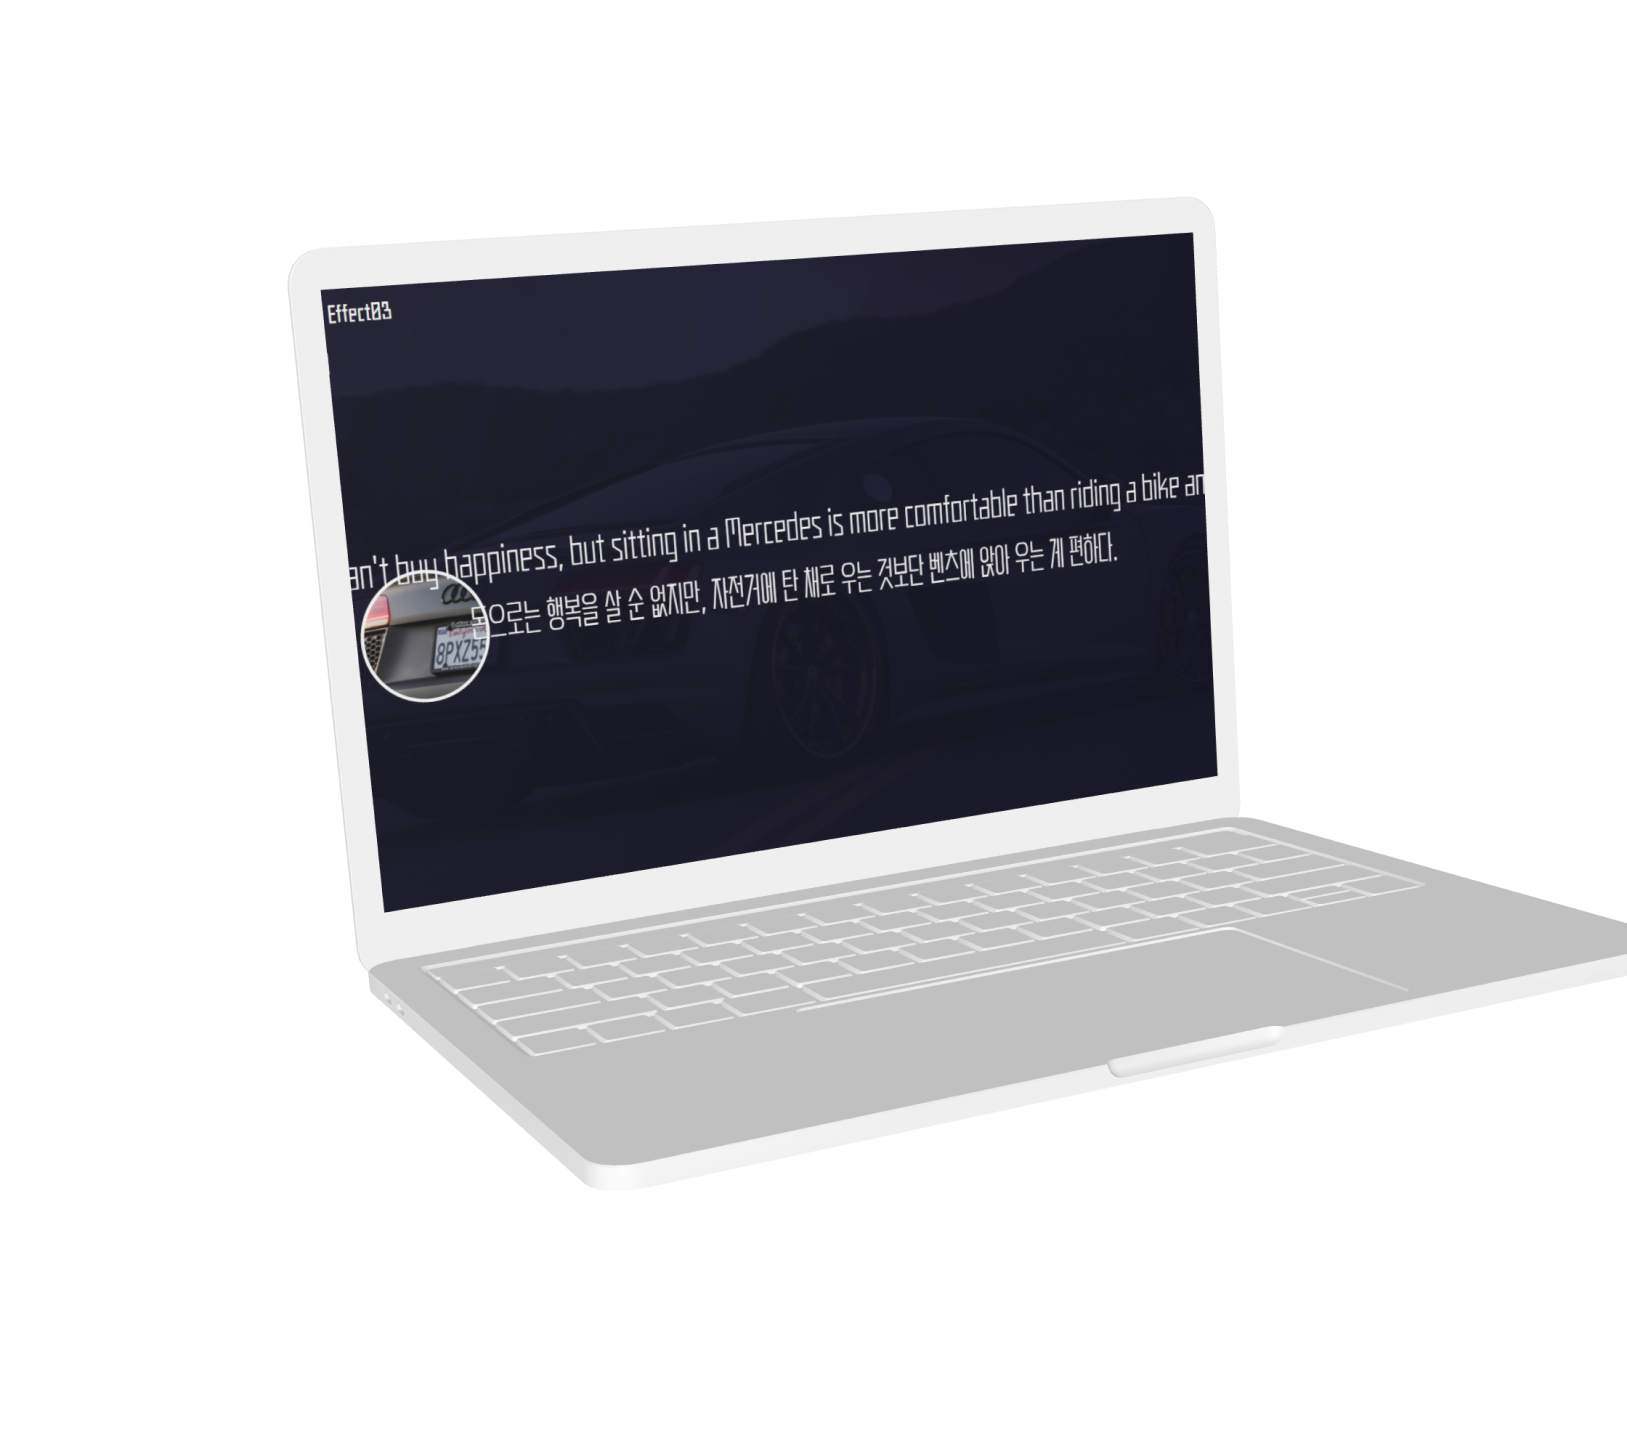 Effect03
an't buy happiness, but sitting in a Mercedes is more comfortable than riding a bike an
돈으로는 행복을 살 순 없지만, 자전거에 탄 채로 우는 것보단 벤츠에 앉아 우는 게 편하다.
8PXZ55